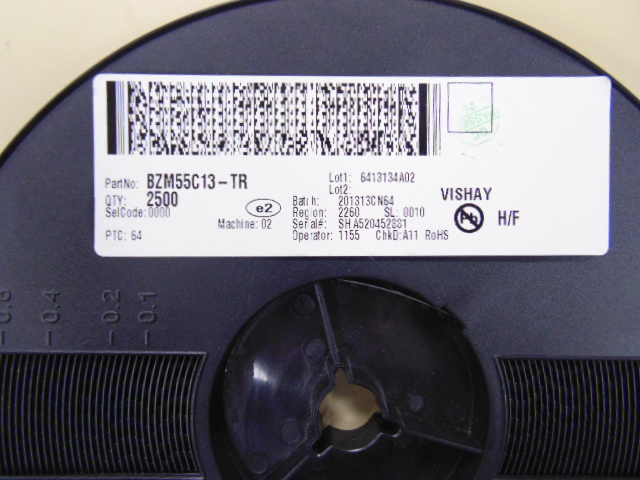 PartNo: BZM55C13-TR
QTY: 2500
SelCode: 0000
e2
Machine: 02
PTC: 64
Lot1: 6413134A02
Lot2:
Batch: 201313CN64
Region: 2260 SL: 0010
Serial#: SHA520452881
Operator: 1155 ChkD:A11 RoHS
VISHAY
Pb H/F
-0.4
-0.2
-0.1